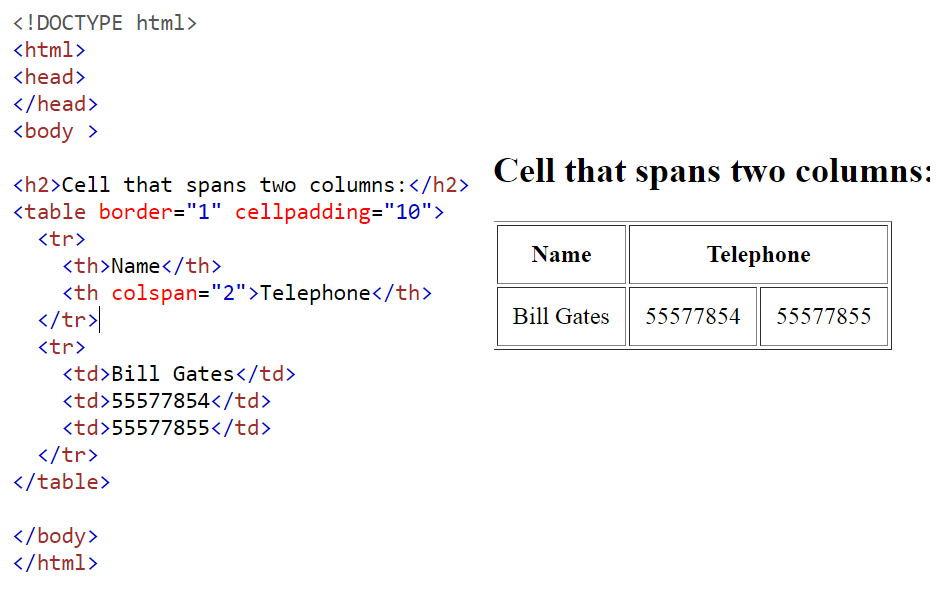 <!DOCTYPE html>
<html>
<head>
</head>
<body >
<h2>Cell that spans two columns:</h2>
<table border="1" cellpadding="10">
  <tr>
    <th>Name</th>
    <th colspan="2">Telephone</th>
  </tr>
  <tr>
    <td>Bill Gates</td>
    <td>55577854</td>
    <td>55577855</td>
  </tr>
</table>
</body>
</html>
Cell that spans two columns:
Name Telephone
Bill Gates 55577854 55577855